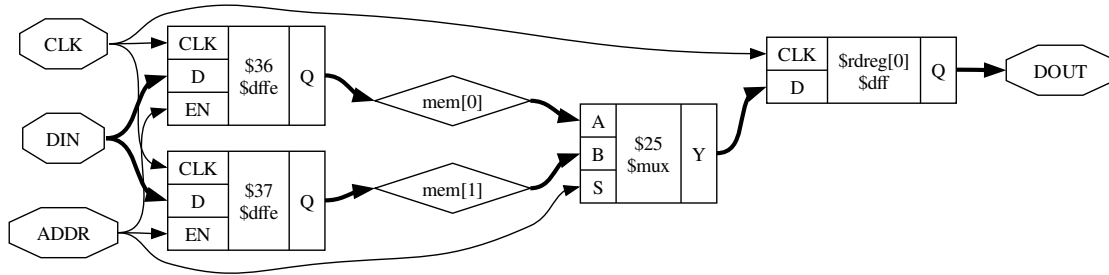 CLK
DIN
ADDR
CLK
D
EN
$36
$dffe
Q
CLK
D
EN
$37
$dffe
Q
mem[0]
mem[1]
A
B
S
$25
$mux
Y
CLK
D
$rdreg[0]
$dff
Q
DOUT